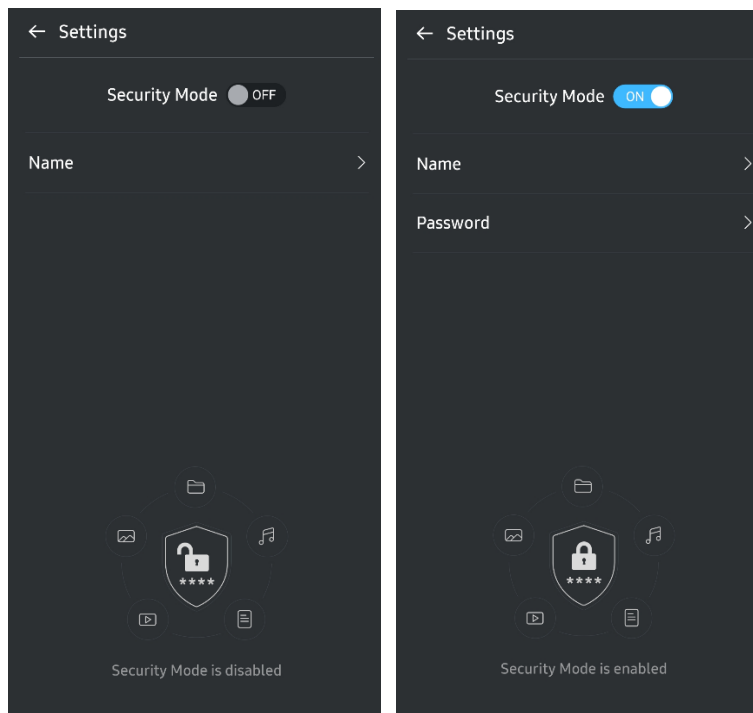 Settings
Security Mode OFF
Name
****
Security Mode is disabled
Settings
Security Mode ON
Name
Password
****
Security Mode is enabled